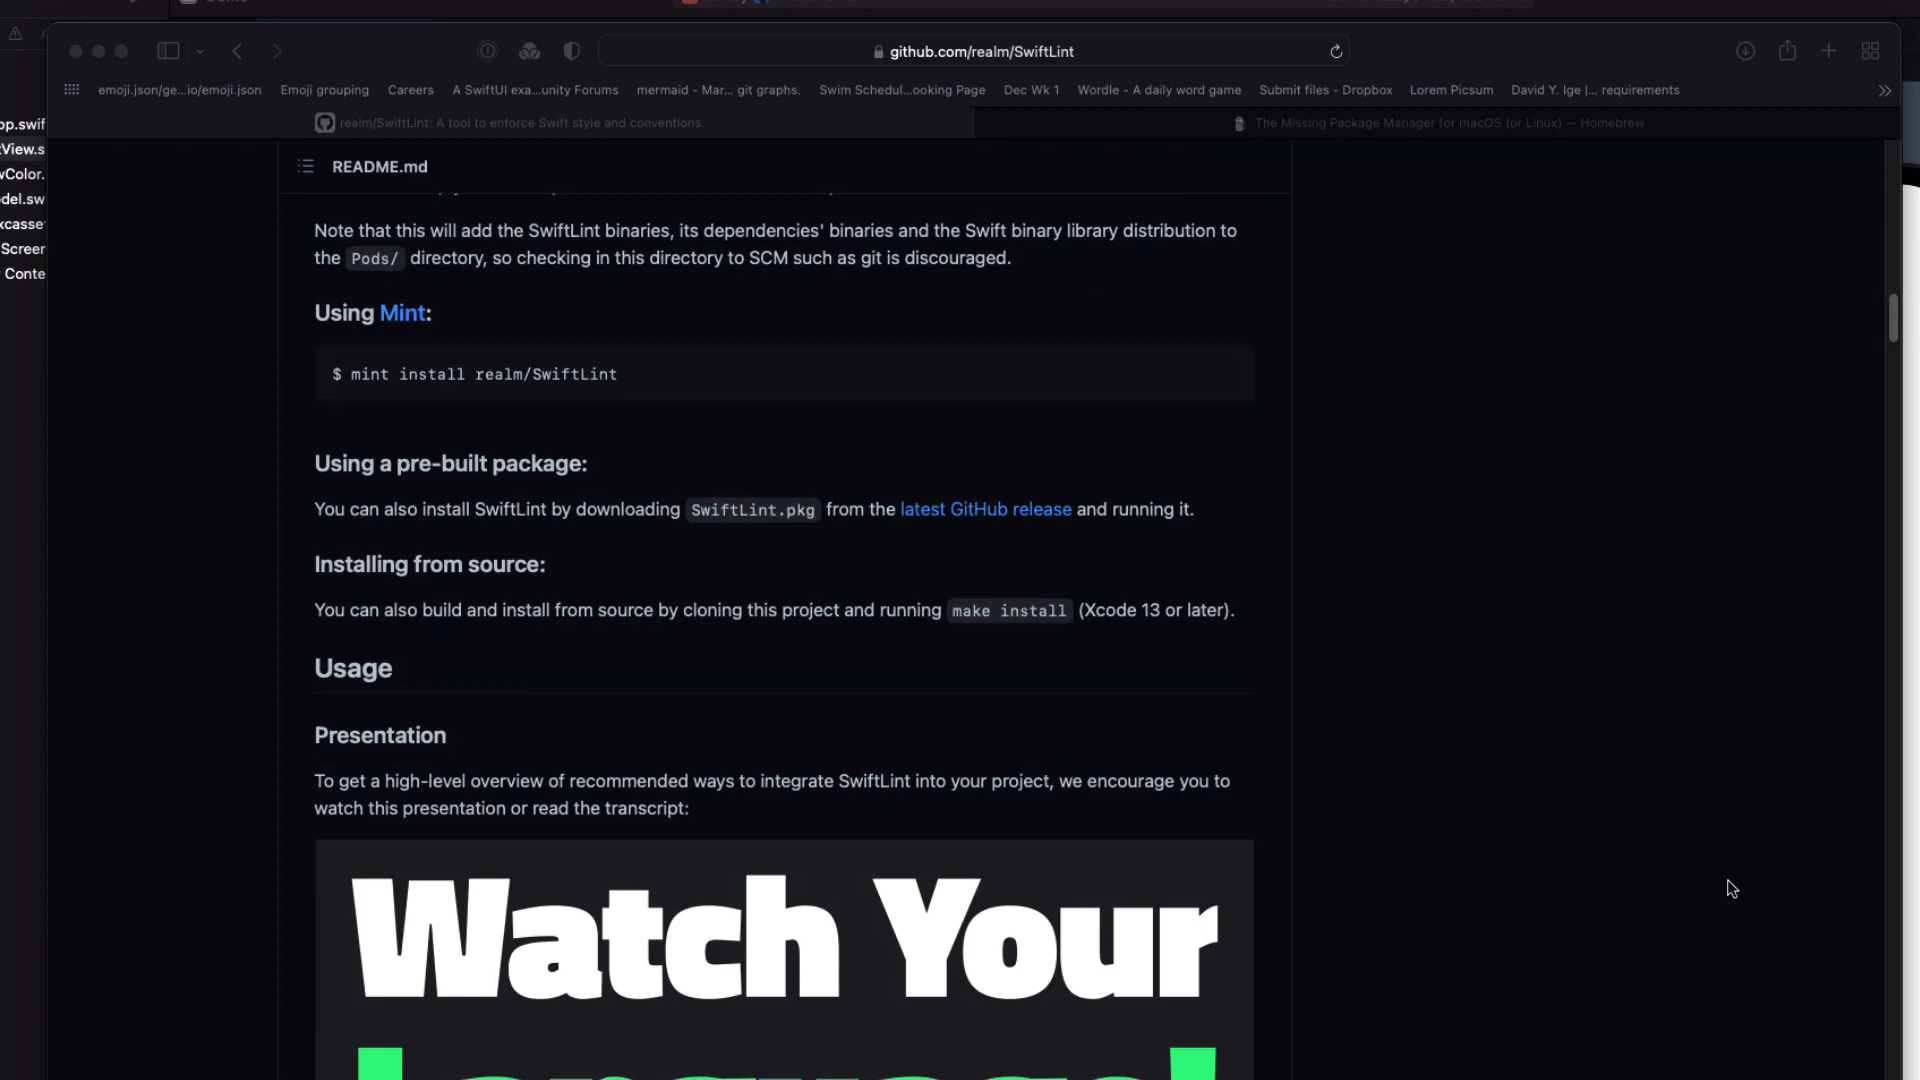 github.com/realm/SwiftLint
emoji.json/ge...io/emoji.json
Emoji grouping
Careers
A SwiftUI exa...unity Forums
mermaid - Mar... git graphs.
Swim Schedul...ooking Page
Dec Wk 1
Wordle - A daily word game
Submit files - Dropbox
Lorem Picsum
David Y. Ige |... requirements
realm/SwiftLint: A tool to enforce Swift style and conventions.
The Missing Package Manager for macOS (or Linux) — Homebrew
op.swif
tView.s
wColor.
odel.sw
xcasse
Screer
Conte
README.md
Note that this will add the SwiftLint binaries, its dependencies' binaries and the Swift binary library distribution to
the Pods/ directory, so checking in this directory to SCM such as git is discouraged.
Using Mint:
$ mint install realm/SwiftLint
Using a pre-built package:
You can also install SwiftLint by downloading SwiftLint.pkg from the latest GitHub release and running it.
Installing from source:
You can also build and install from source by cloning this project and running make install (Xcode 13 or later).
Usage
Presentation
To get a high-level overview of recommended ways to integrate SwiftLint into your project, we encourage you to
watch this presentation or read the transcript:
Watch Your